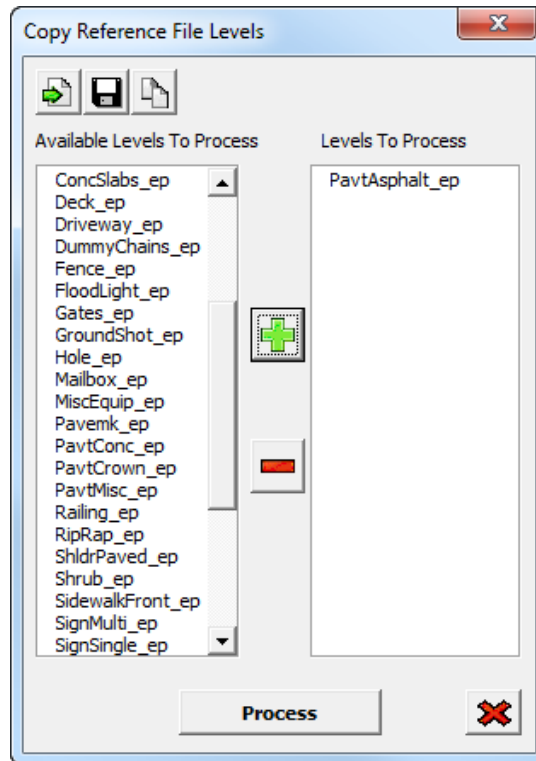 Copy Reference File Levels
Available Levels To Process
Levels To Process
ConcSlabs_ep
Deck_ep
Driveway_ep
DummyChains_ep
Fence_ep
FloodLight_ep
Gates_ep
GroundShot_ep
Hole_ep
Mailbox_ep
MiscEquip_ep
Pavemk_ep
PavtConc_ep
PavtCrown_ep
PavtMisc_ep
Railing_ep
RipRap_ep
ShldrPaved_ep
Shrub_ep
SidewalkFront_ep
SignMulti_ep
SignSingle_ep
PavtAsphalt_ep
Process